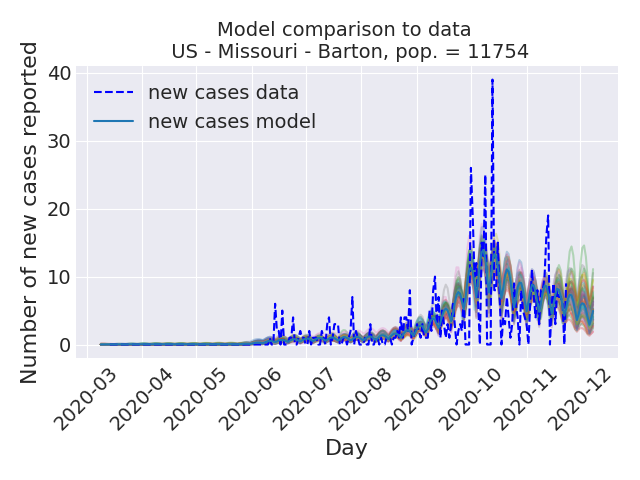 Model comparison to data
US - Missouri - Barton, pop. = 11754
Number of new cases reported
40
30
20
10
0
new cases data
new cases model
2020-03
2020-04
2020-05
2020-06
2020-07
2020-08
2020-09
2020-10
2020-11
2020-12
Day